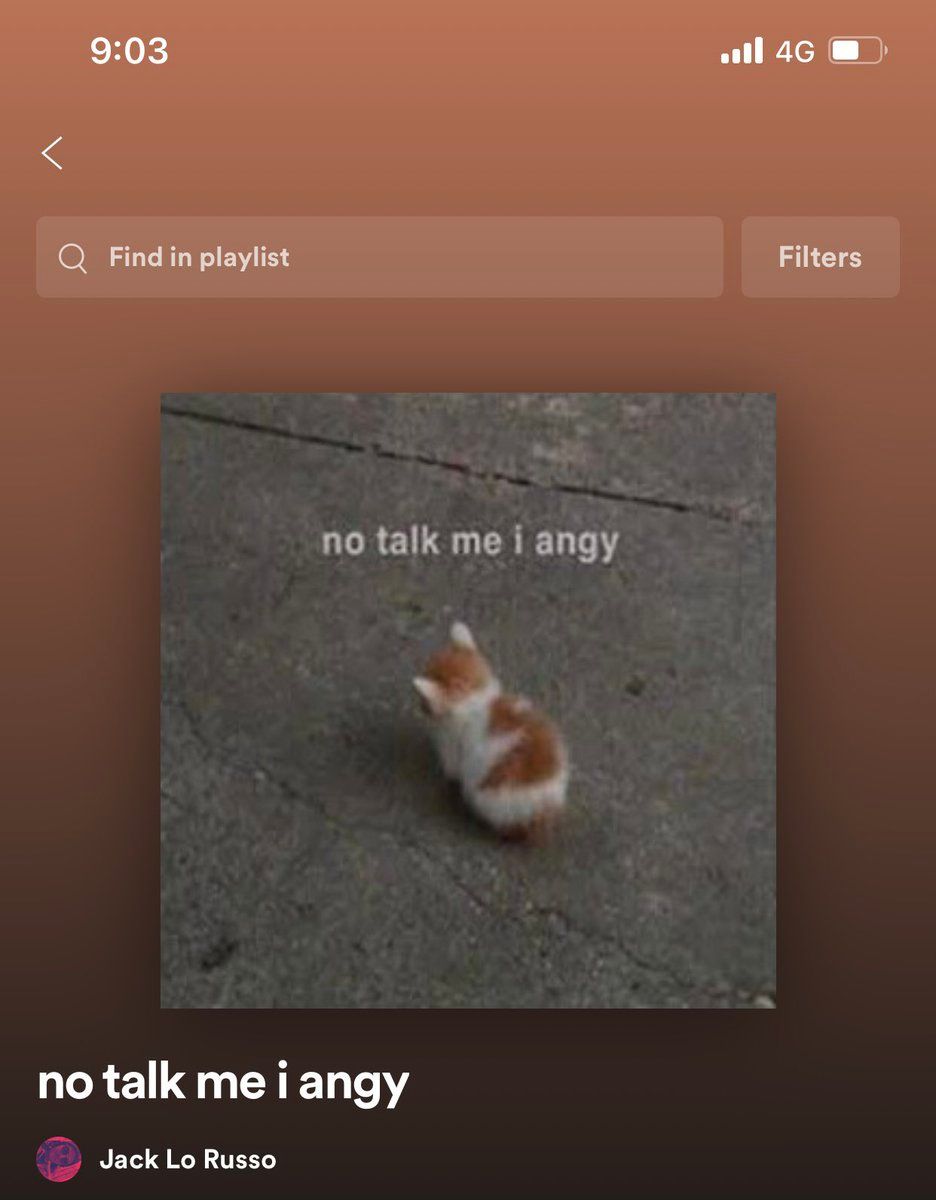 9:03 4G
Find in playlist Filters
no talk me i angy
no talk me i angy
Jack Lo Russo